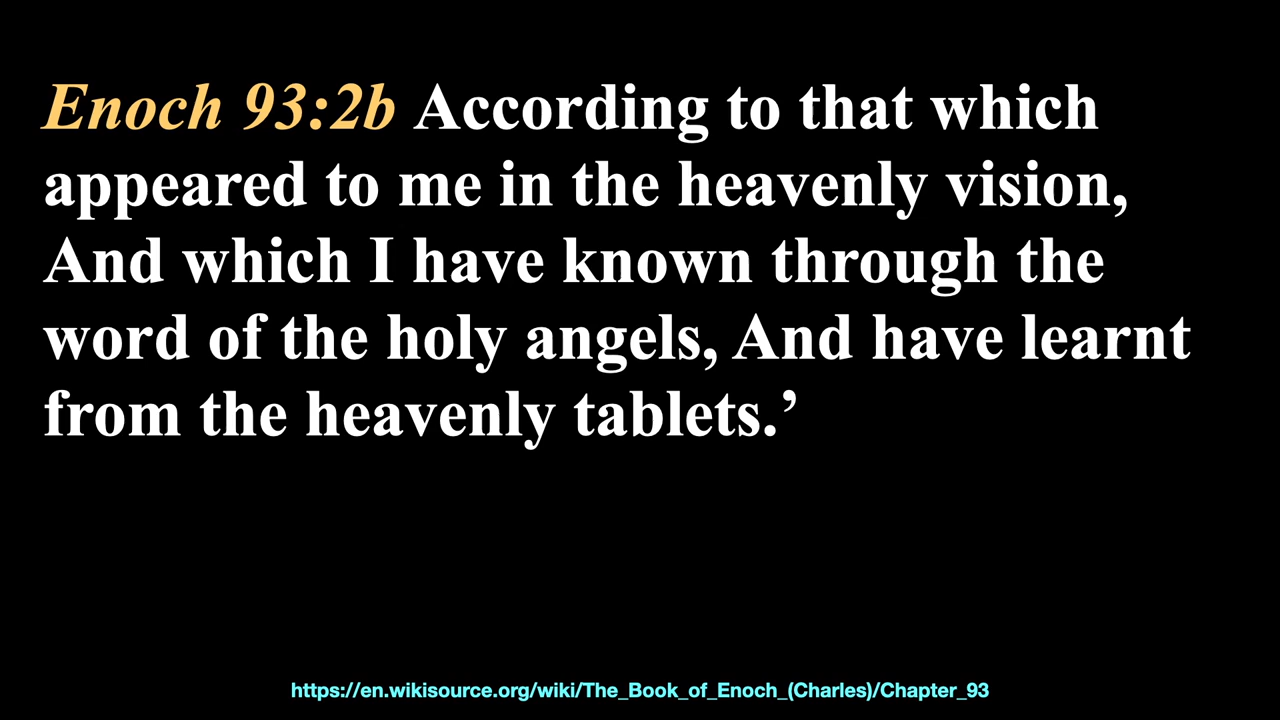 Enoch 93:2b According to that which
appeared to me in the heavenly vision,
And which I have known through the
word of the holy angels, And have learnt
from the heavenly tablets.’
https://en.wikisource.org/wiki/The_Book_of_Enoch_(Charles)/Chapter_93